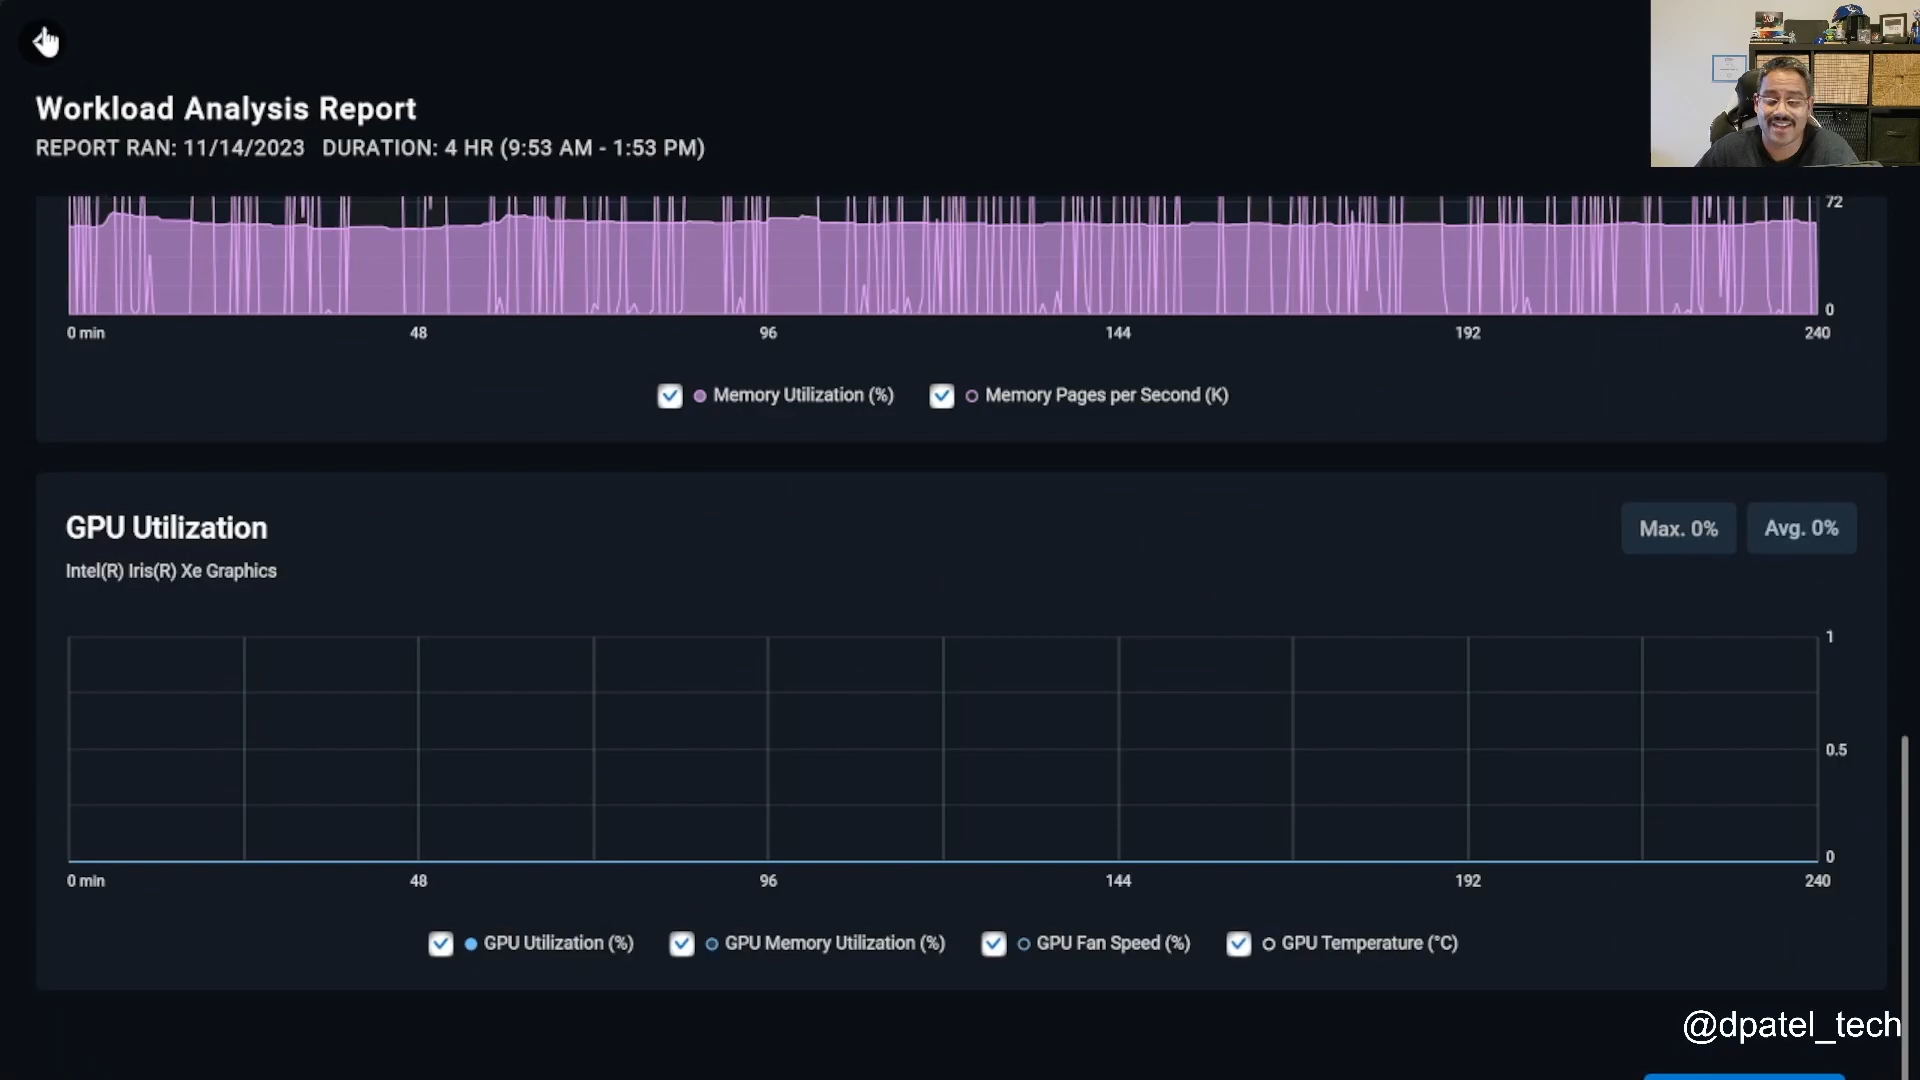 Workload Analysis Report
REPORT RAN: 11/14/2023 DURATION: 4 HR (9:53 AM - 1:53 PM)
72
0
0 min 48 96 144 192 240
Memory Utilization (%) Memory Pages per Second (K)
GPU Utilization
Max. 0% Avg. 0%
Intel(R) Iris(R) Xe Graphics
1
0.5
0
0 min 48 96 144 192 240
GPU Utilization (%) GPU Memory Utilization (%) GPU Fan Speed (%) GPU Temperature (°C)
@dpatel_tech